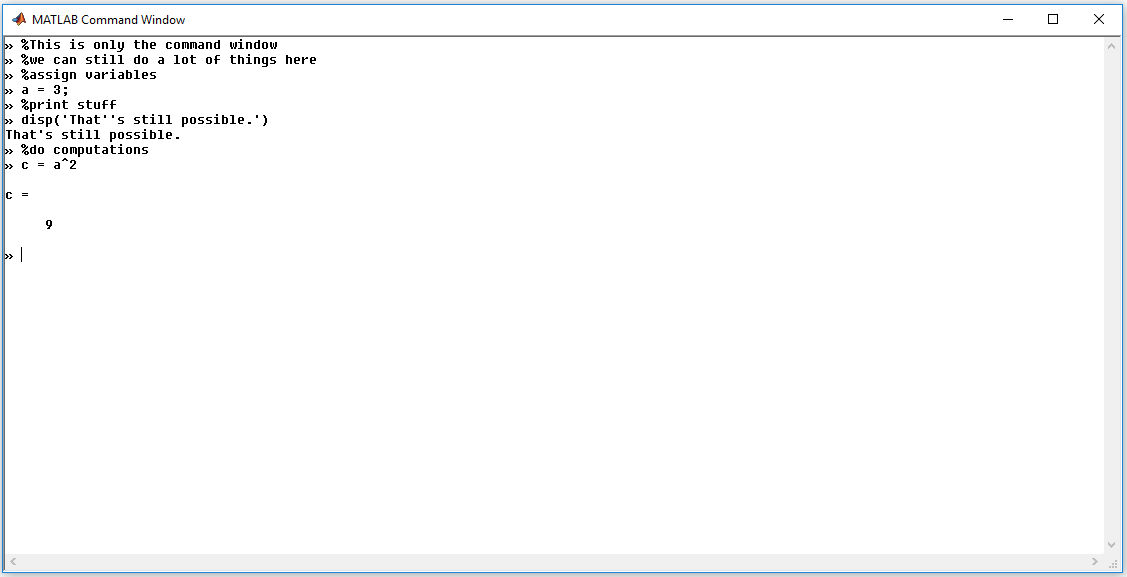 MATLAB Command Window
» %This is only the command window
» %we can still do a lot of things here
» %assign variables
» a = 3;
» %print stuff
» disp('That''s still possible.')
That's still possible.
» %do computations
» c = a^2
c =
9
»